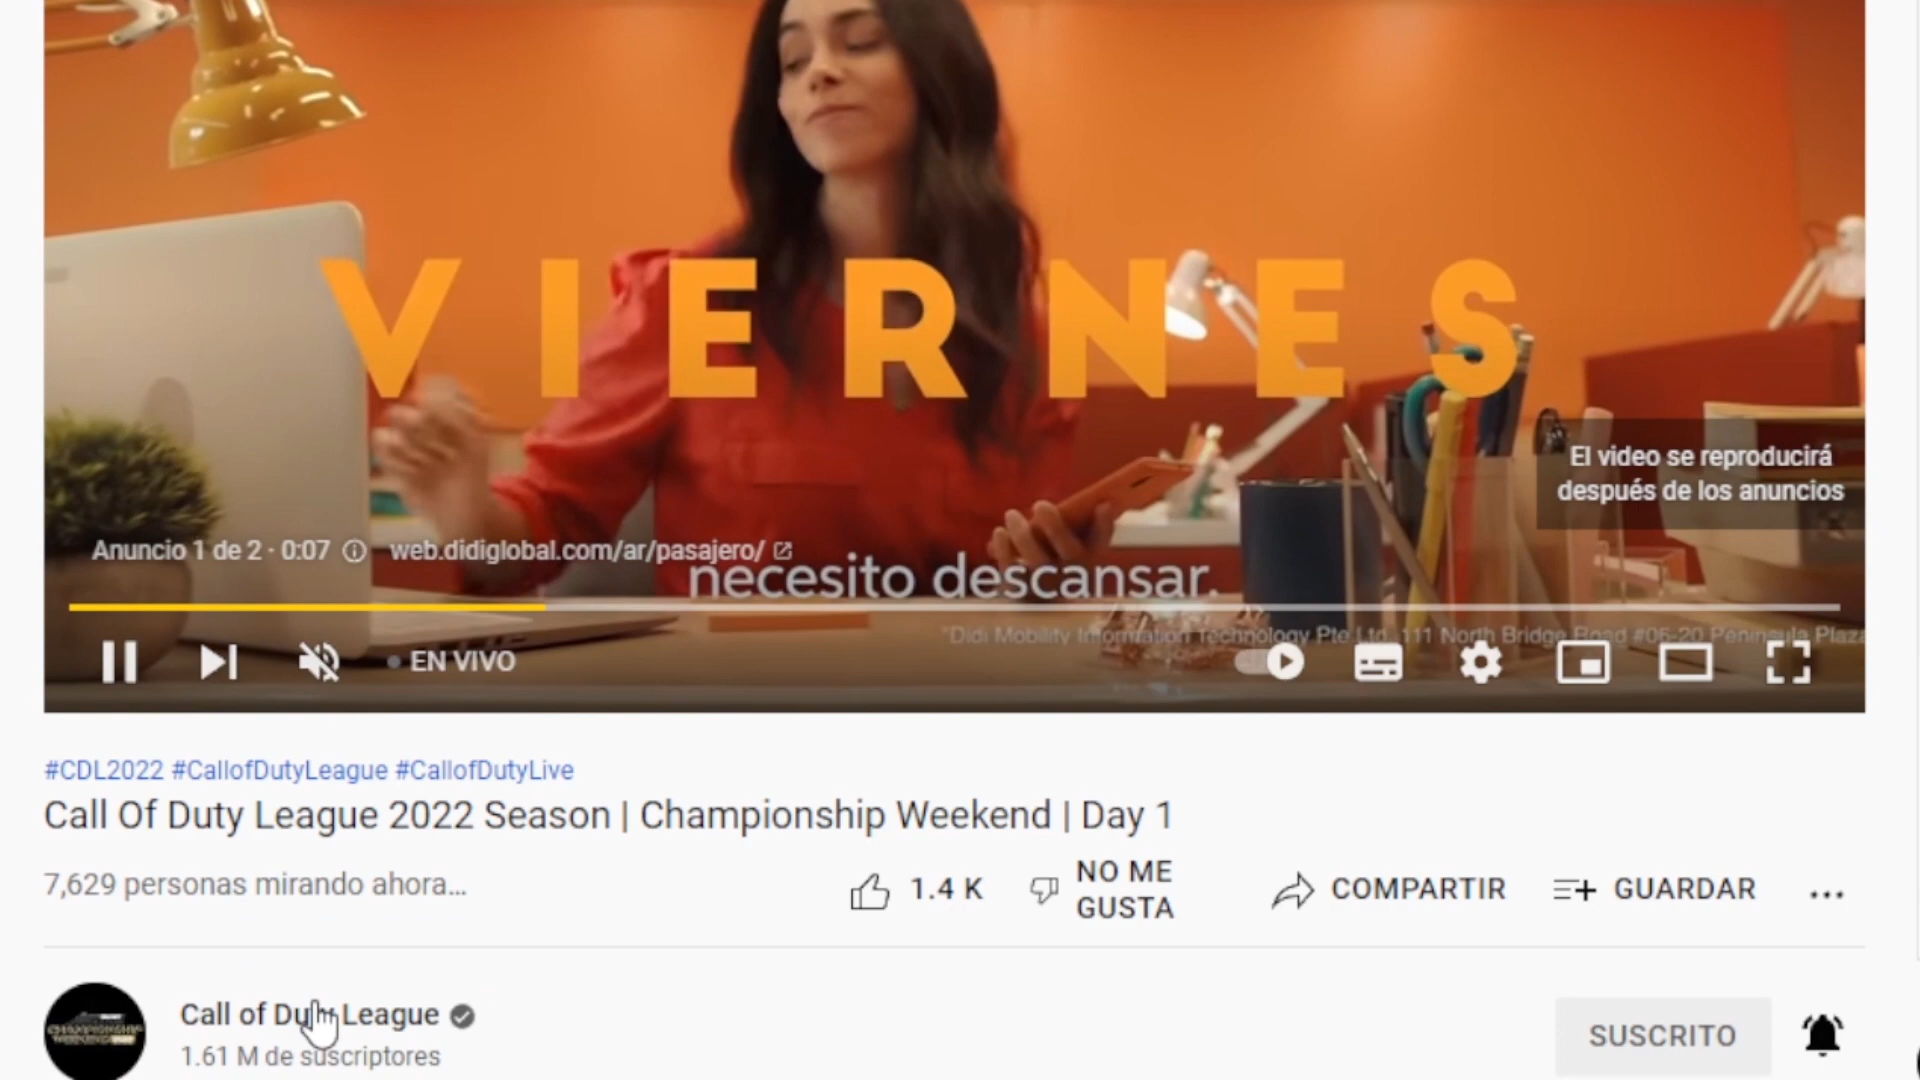 VIERNES
El video se reproducirá
después de los anuncios
Anuncio 1 de 2 · 0:07 web.didiglobal.com/ar/pasajero/
necesito descansar.
"Didi Mobility Information Technology Pte Ltd. 111 North Bridge Road #06-20 Peninsula Plaza
EN VIVO
#CDL2022 #CallofDutyLeague #CallofDutyLive
Call Of Duty League 2022 Season | Championship Weekend | Day 1
7,629 personas mirando ahora...
1.4 K
NO ME
GUSTA
COMPARTIR
GUARDAR
Call of Duty League
1.61 M de suscriptores
SUSCRITO